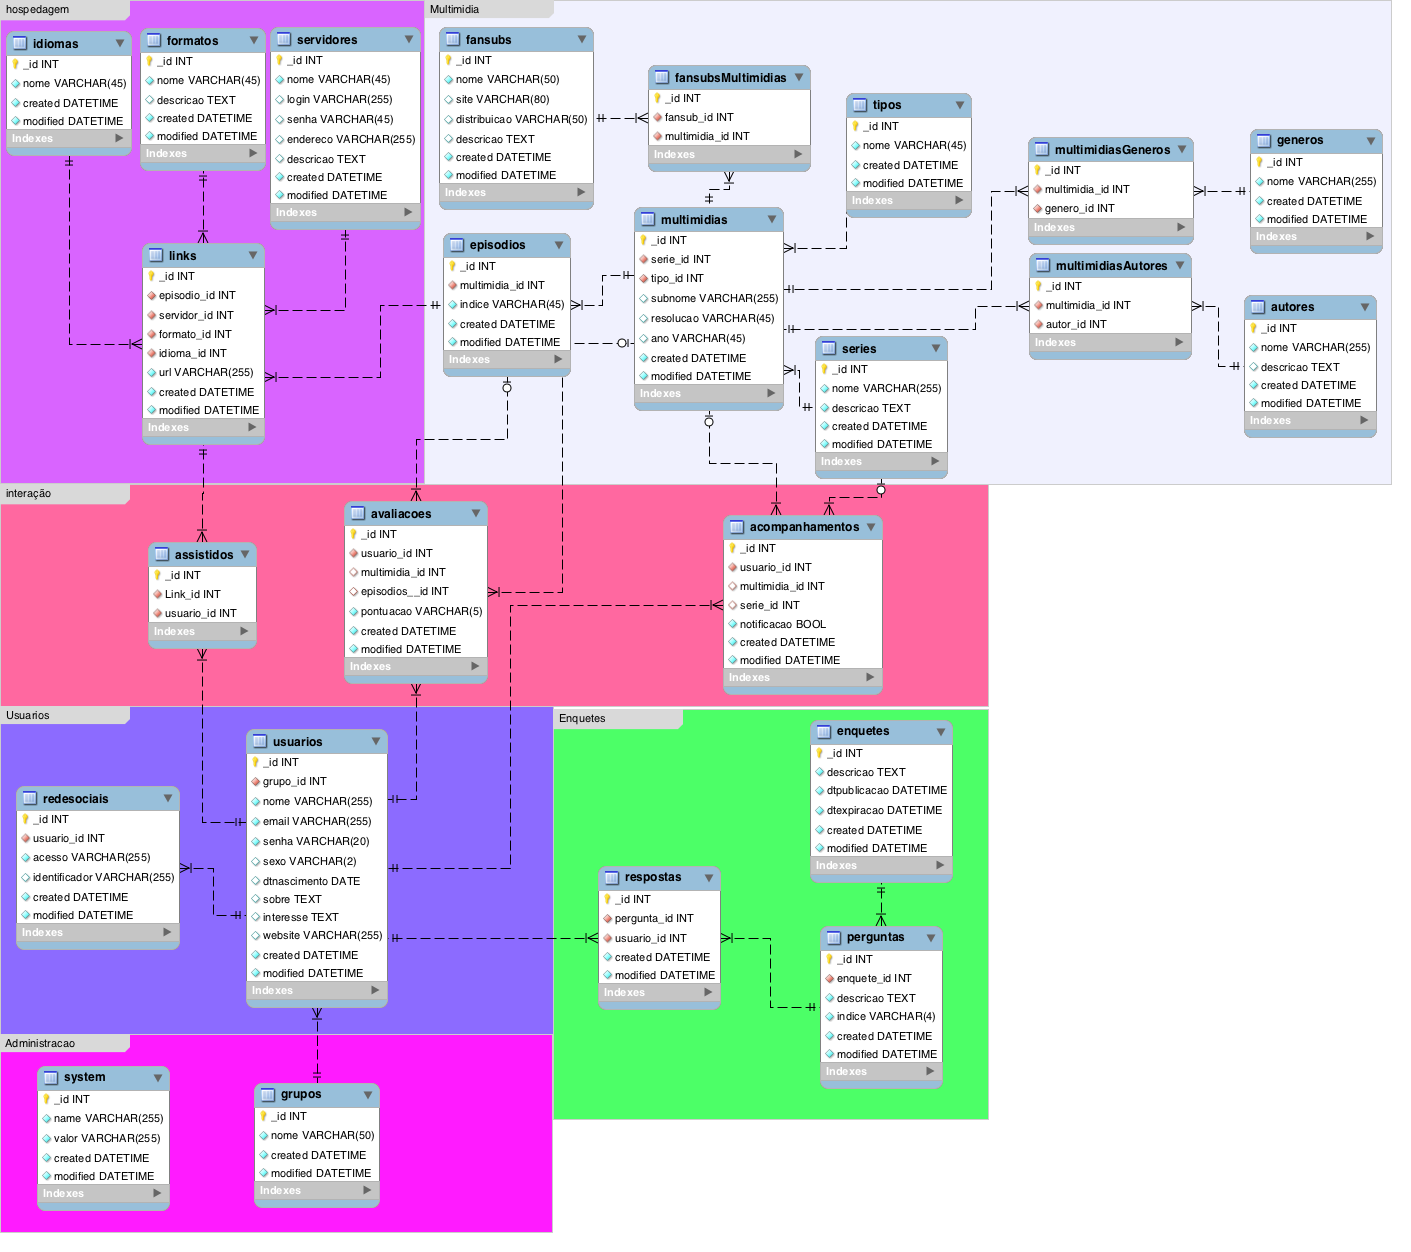 hospedagem
idiomas
_id INT
nome VARCHAR(45)
created DATETIME
modified DATETIME
Indexes
formatos
_id INT
nome VARCHAR(45)
descricao TEXT
created DATETIME
modified DATETIME
Indexes
servidores
_id INT
nome VARCHAR(45)
login VARCHAR(255)
senha VARCHAR(45)
endereco VARCHAR(255)
descricao TEXT
created DATETIME
modified DATETIME
Indexes
links
_id INT
episodio_id INT
servidor_id INT
formato_id INT
idioma_id INT
url VARCHAR(255)
created DATETIME
modified DATETIME
Indexes
Multimidia
fansubs
_id INT
nome VARCHAR(50)
site VARCHAR(80)
distribuicao VARCHAR(50)
descricao TEXT
created DATETIME
modified DATETIME
Indexes
fansubsMultimidias
_id INT
fansub_id INT
multimidia_id INT
Indexes
tipos
_id INT
nome VARCHAR(45)
created DATETIME
modified DATETIME
Indexes
multimidiasGeneros
_id INT
multimidia_id INT
genero_id INT
Indexes
generos
_id INT
nome VARCHAR(255)
created DATETIME
modified DATETIME
Indexes
episodios
_id INT
multimidia_id INT
indice VARCHAR(45)
created DATETIME
modified DATETIME
Indexes
multimidias
_id INT
serie_id INT
tipo_id INT
subnome VARCHAR(255)
resolucao VARCHAR(45)
ano VARCHAR(45)
created DATETIME
modified DATETIME
Indexes
multimidiasAutores
_id INT
multimidia_id INT
autor_id INT
Indexes
autores
_id INT
nome VARCHAR(255)
descricao TEXT
created DATETIME
modified DATETIME
Indexes
series
_id INT
nome VARCHAR(255)
descricao TEXT
created DATETIME
modified DATETIME
Indexes
interação
assistidos
_id INT
Link_id INT
usuario_id INT
Indexes
avaliacoes
_id INT
usuario_id INT
multimidia_id INT
episodios__id INT
pontuacao VARCHAR(5)
created DATETIME
modified DATETIME
Indexes
acompanhamentos
_id INT
usuario_id INT
multimidia_id INT
serie_id INT
notificacao BOOL
created DATETIME
modified DATETIME
Indexes
Usuarios
redesociais
_id INT
usuario_id INT
acesso VARCHAR(255)
identificador VARCHAR(255)
created DATETIME
modified DATETIME
Indexes
usuarios
_id INT
grupo_id INT
nome VARCHAR(255)
email VARCHAR(255)
senha VARCHAR(20)
sexo VARCHAR(2)
dtnascimento DATE
sobre TEXT
interesse TEXT
website VARCHAR(255)
created DATETIME
modified DATETIME
Indexes
Enquetes
enquetes
_id INT
descricao TEXT
dtpublicacao DATETIME
dtexpiracao DATETIME
created DATETIME
modified DATETIME
Indexes
respostas
_id INT
pergunta_id INT
usuario_id INT
created DATETIME
modified DATETIME
Indexes
perguntas
_id INT
enquete_id INT
descricao TEXT
indice VARCHAR(4)
created DATETIME
modified DATETIME
Indexes
Administracao
system
_id INT
name VARCHAR(255)
valor VARCHAR(255)
created DATETIME
modified DATETIME
Indexes
grupos
_id INT
nome VARCHAR(50)
created DATETIME
modified DATETIME
Indexes